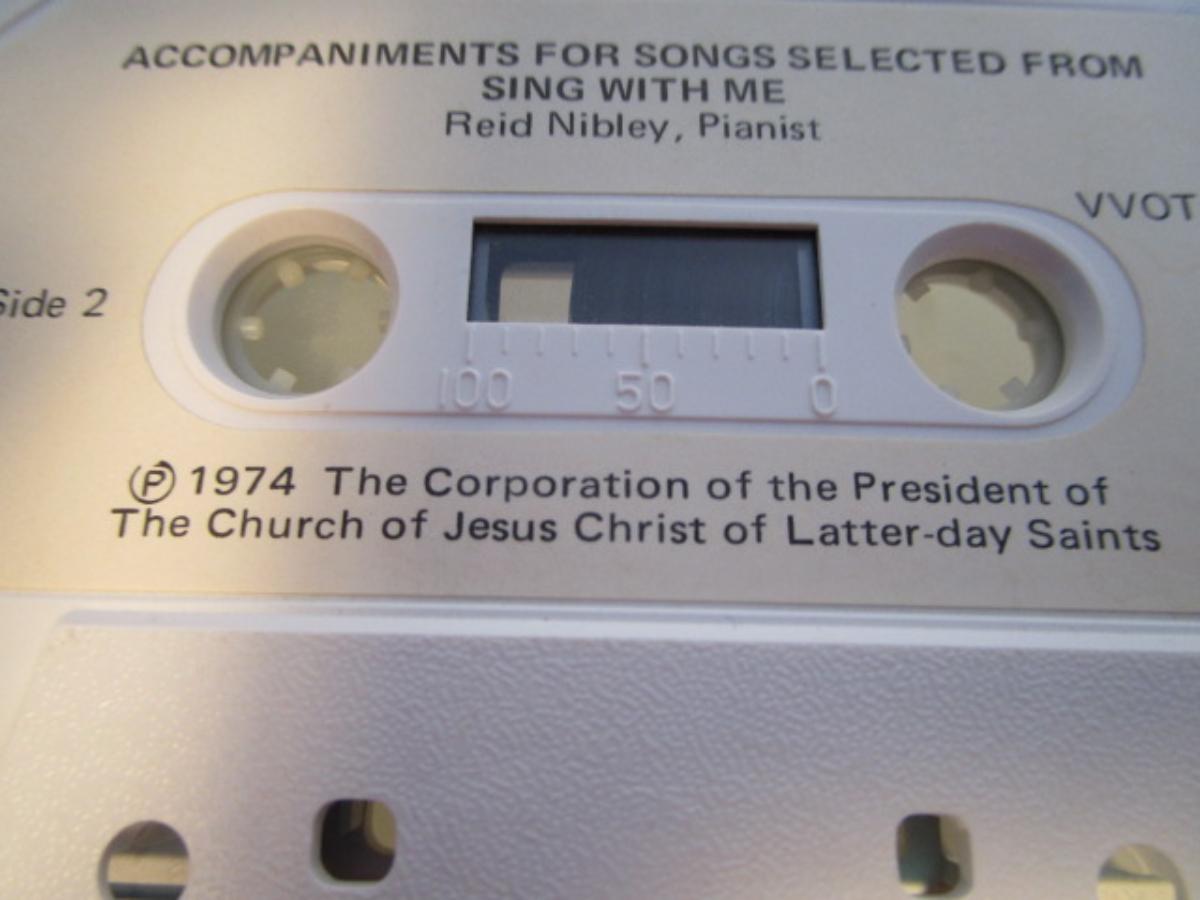 ACCOMPANIMENTS FOR SONGS SELECTED FROM
SING WITH ME
Reid Nibley, Pianist
VVOT
Side 2
100 50 0
Ⓟ 1974 The Corporation of the President of
The Church of Jesus Christ of Latter-day Saints